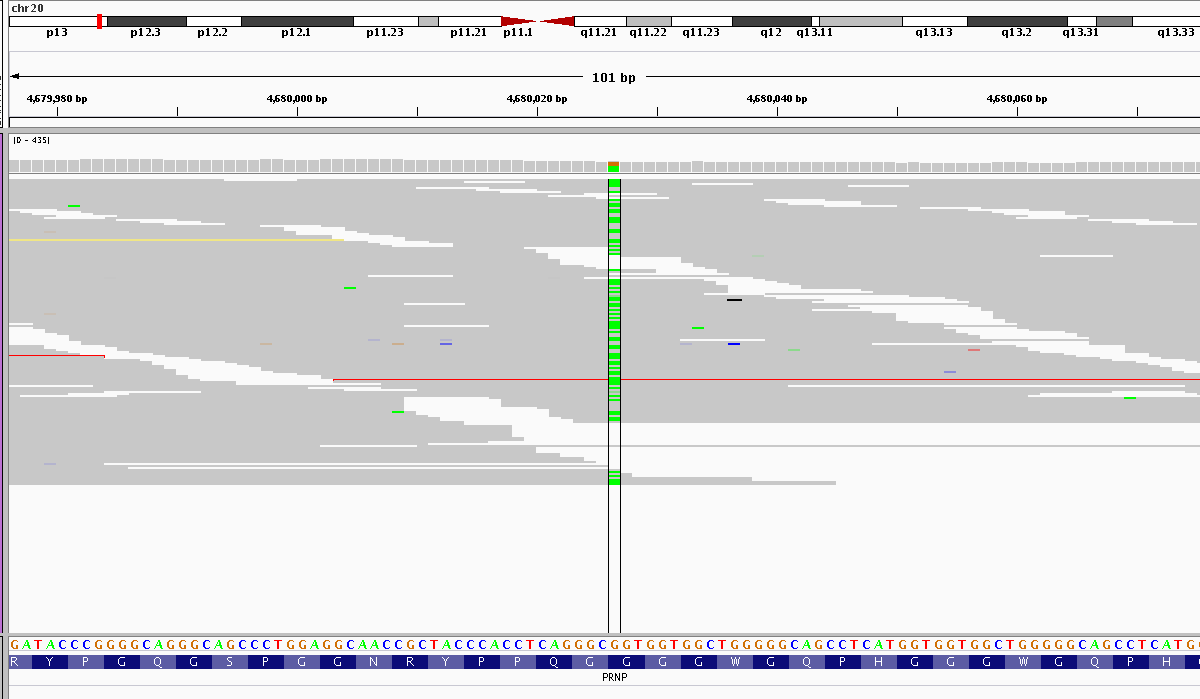 chr20
p13 p12.3 p12.2 p12.1 p11.23 p11.21 p11.1 q11.21 q11.22 q11.23 q12 q13.11 q13.13 q13.2 q13.31 q13.33
101 bp
4,679,980 bp 4,680,000 bp 4,680,020 bp 4,680,040 bp 4,680,060 bp
[0 - 435]
GATACCCGGGGCAGGGCAGCCCTGGAGGCAACCGCTACCCACCTCAGGGCGGTGGTGGCTGGGGGCAGCCTCATGGTGGTGGCTGGGGGCAGCCTCATG
R Y P G Q G S P G G N R Y P P Q G G G G W G Q P H G G G W G Q P H
PRNP